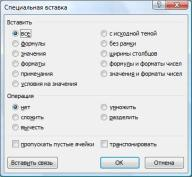 Специальная вставка
Вставить
все
с исходной темой
формулы
без рамки
значения
ширины столбцов
форматы
формулы и форматы чисел
примечания
значения и форматы чисел
условия на значения
Операция
нет
умножить
сложить
разделить
вычесть
пропускать пустые ячейки
транспонировать
Вставить связь
ОК
Отмена